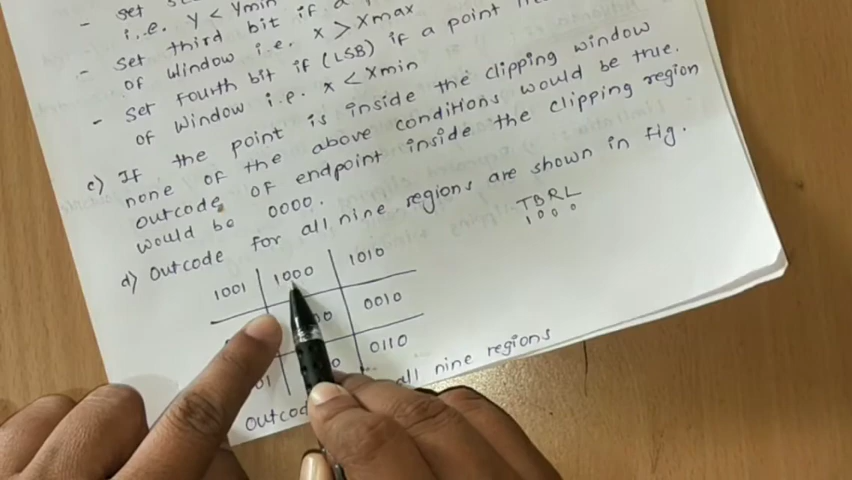 - set
i.e. y < ymin
- set third bit if a
of window i.e. x > xmax
- set fourth bit if (LSB) if a point
of window i.e. x < xmin
c) If the point is inside the clipping window
none of the above conditions would be true.
outcode of endpoint inside the clipping region
would be 0000.
d) outcode for all nine regions are shown in fig.
TBRL
1000
1001 1000 1010
0010
0110
all nine regions